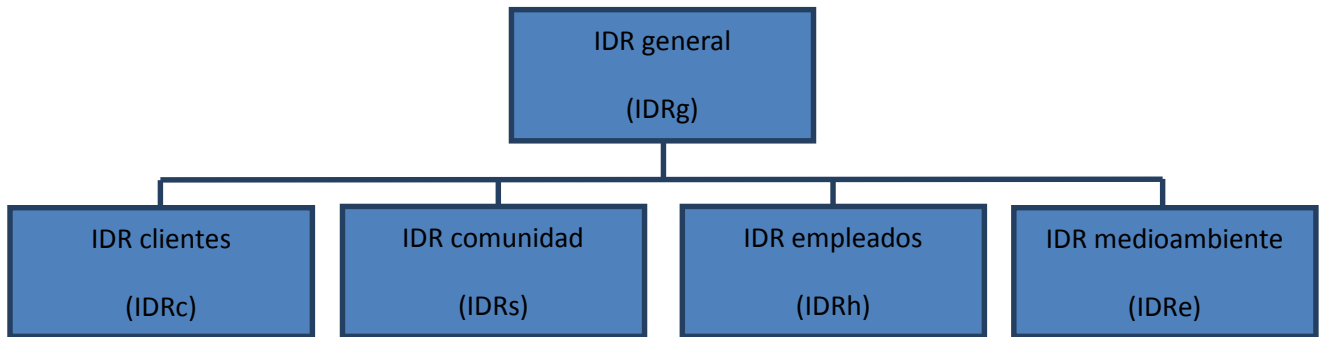 IDR general
(IDRg)
IDR clientes
(IDRc)
IDR comunidad
(IDRs)
IDR empleados
(IDRh)
IDR medioambiente
(IDRe)